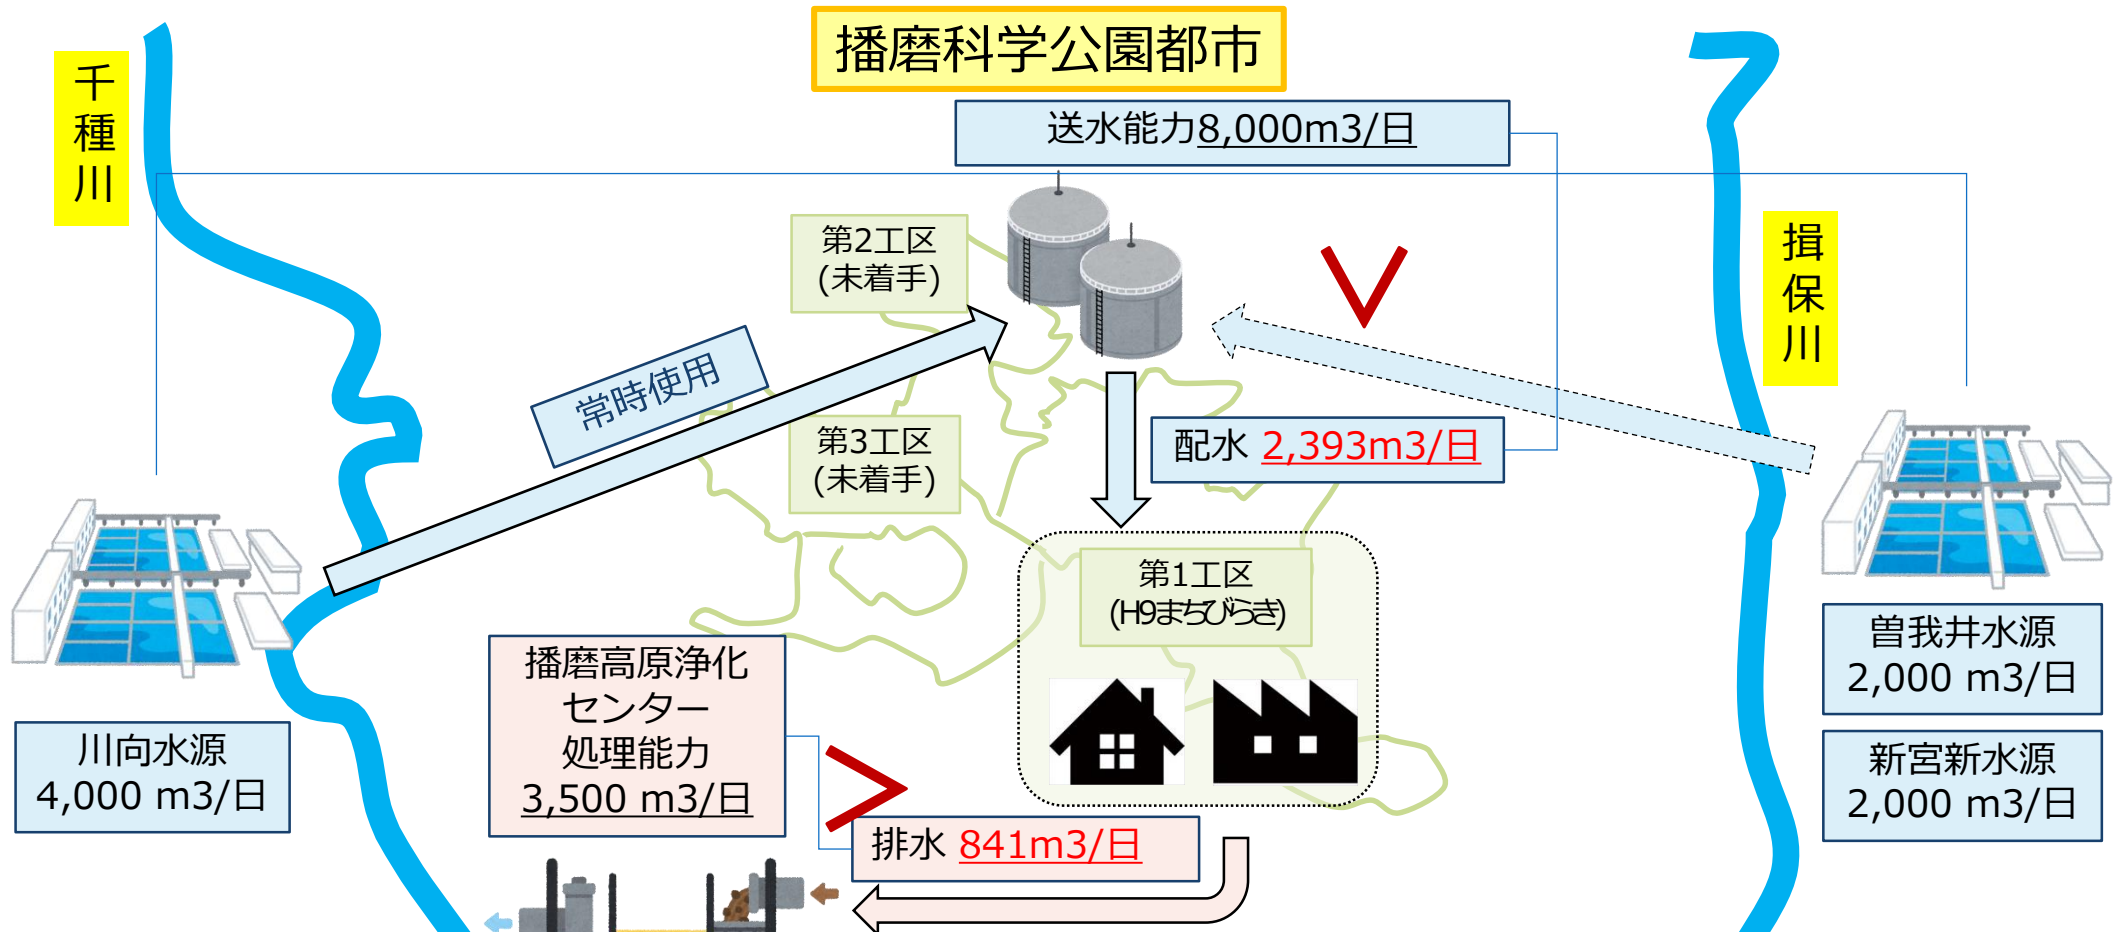 播磨科学公園都市
千種川
送水能力8,000m3/日
第2工区
(未着手)
揖保川
常時使用
第3工区
(未着手)
配水 2,393m3/日
第1工区
(H9まちびらき)
播磨高原浄化
センター
処理能力
3,500 m3/日
曽我井水源
2,000 m3/日
川向水源
4,000 m3/日
新宮新水源
2,000 m3/日
排水 841m3/日